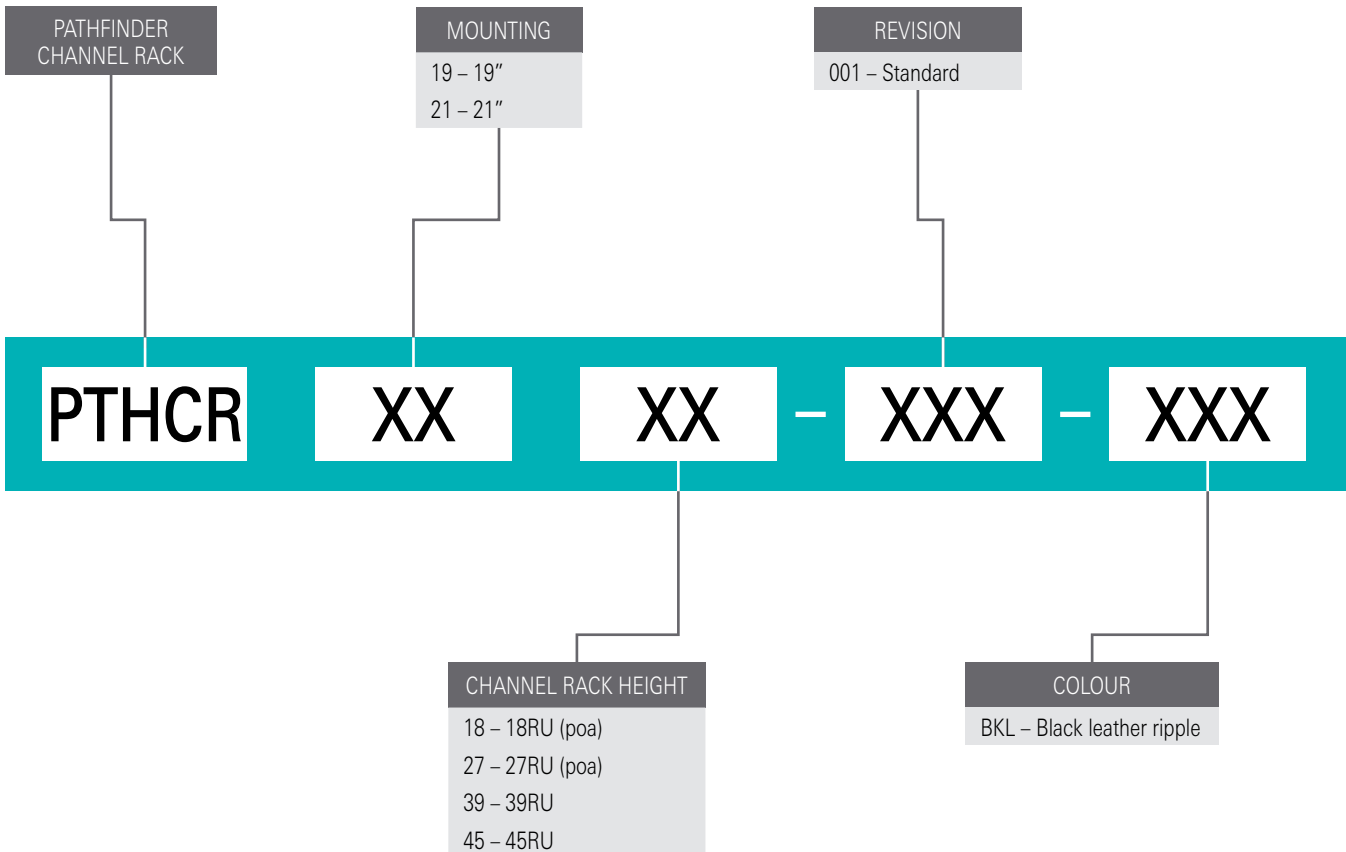 PATHFINDER
CHANNEL RACK
MOUNTING
19 – 19”
21 – 21”
REVISION
001 – Standard
PTHCR XX XX – XXX – XXX
CHANNEL RACK HEIGHT
18 – 18RU (poa)
27 – 27RU (poa)
39 – 39RU
45 – 45RU
COLOUR
BKL – Black leather ripple